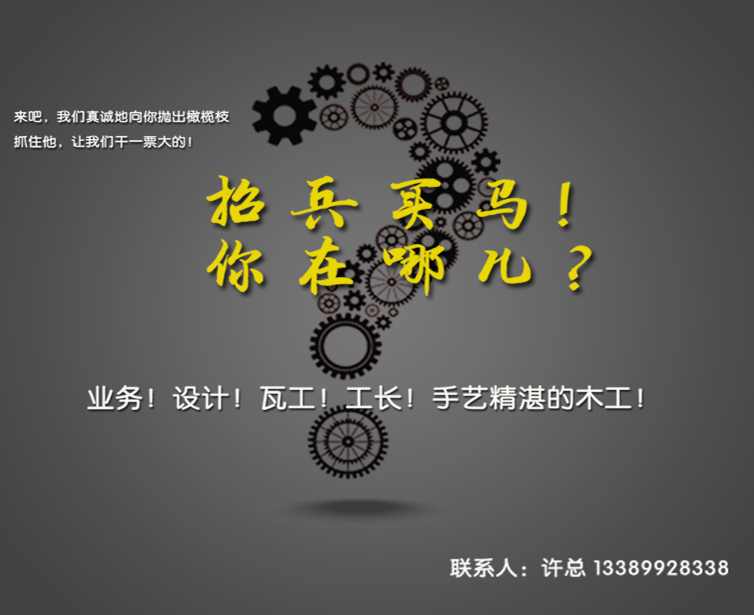 来吧，我们真诚地向你抛出橄榄枝
抓住他，让我们干一票大的！
招兵买马！
你在哪儿？
业务！设计！瓦工！工长！手艺精湛的木工！
联系人：许总 13389928338